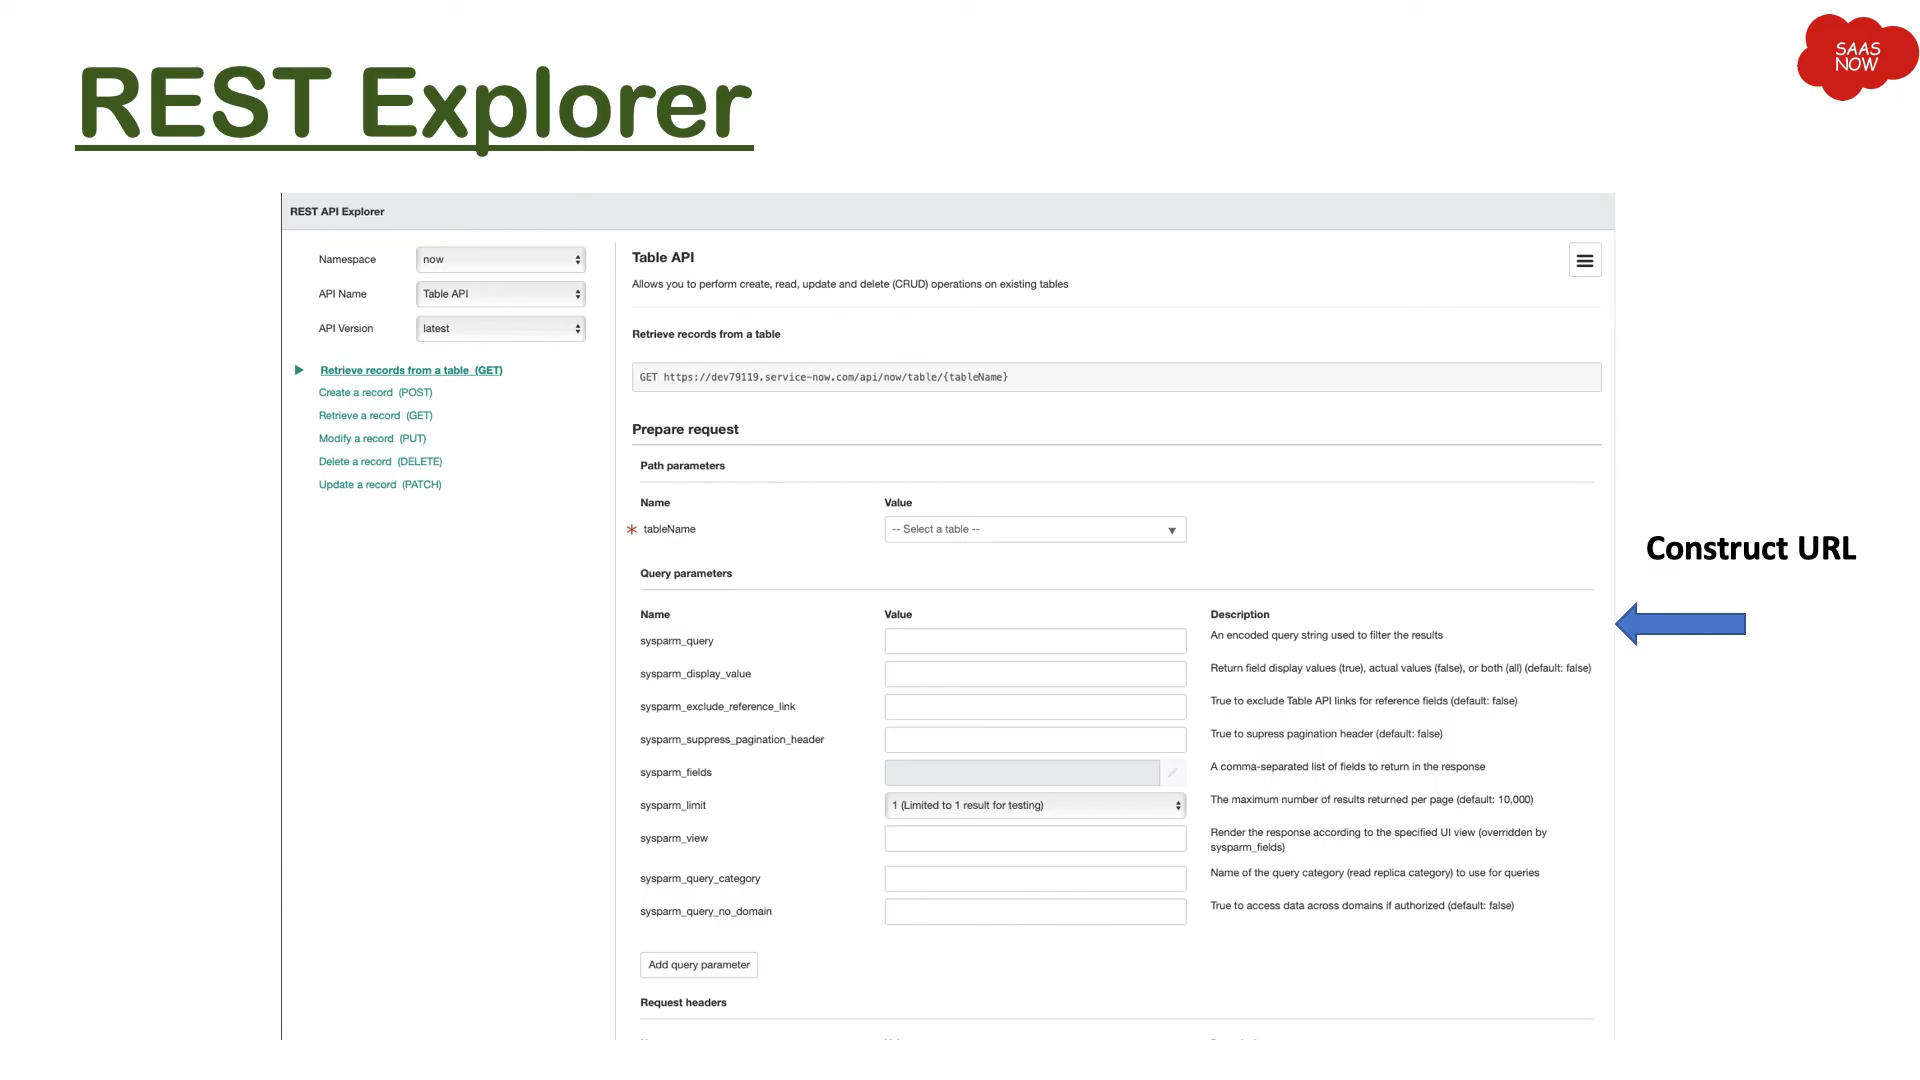 REST Explorer
SAAS
NOW
REST API Explorer
Namespace
now
API Name
Table API
API Version
latest
Retrieve records from a table (GET)
Create a record (POST)
Retrieve a record (GET)
Modify a record (PUT)
Delete a record (DELETE)
Update a record (PATCH)
Table API
Allows you to perform create, read, update and delete (CRUD) operations on existing tables
Retrieve records from a table
GET https://dev79119.service-now.com/api/now/table/{tableName}
Prepare request
Path parameters
Name Value
* tableName -- Select a table --
Query parameters
Name Value Description
sysparm_query An encoded query string used to filter the results
sysparm_display_value Return field display values (true), actual values (false), or both (all) (default: false)
sysparm_exclude_reference_link True to exclude Table API links for reference fields (default: false)
sysparm_suppress_pagination_header True to supress pagination header (default: false)
sysparm_fields A comma-separated list of fields to return in the response
sysparm_limit 1 (Limited to 1 result for testing) The maximum number of results returned per page (default: 10,000)
sysparm_view Render the response according to the specified UI view (overridden by
sysparm_fields)
sysparm_query_category Name of the query category (read replica category) to use for queries
sysparm_query_no_domain True to access data across domains if authorized (default: false)
Add query parameter
Request headers
Construct URL